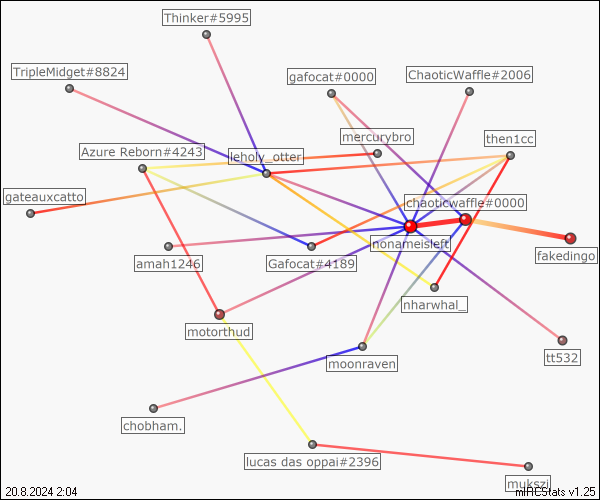 Thinker#5995
TripleMidget#8824
gafocat#0000
ChaoticWaffle#2006
mercurybro
then1cc
Azure Reborn#4243
leholy_otter
gateauxcatto
chaoticwaffle#0000
nonameisleft
fakedingo
amah1246
Gafocat#4189
nharwhal_
motorthud
tt532
moonraven
chobham.
lucas das oppai#2396
mukszi
20.8.2024 2:04
mIRCStats v1.25